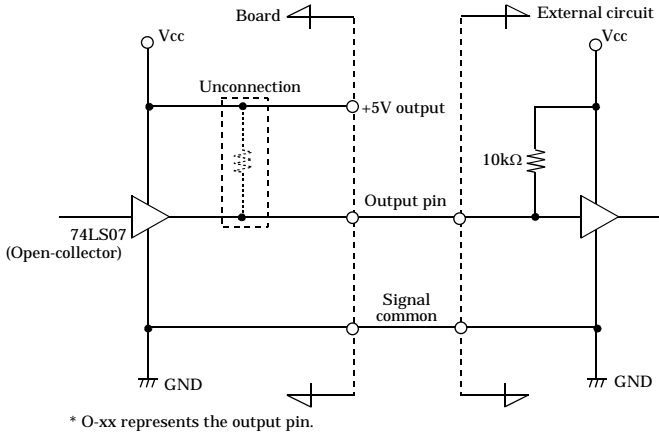 Board
External circuit
Vcc
Vcc
Unconnection
+5V output
10kΩ
Output pin
74LS07
(Open-collector)
Signal
common
GND
GND
* O-xx represents the output pin.